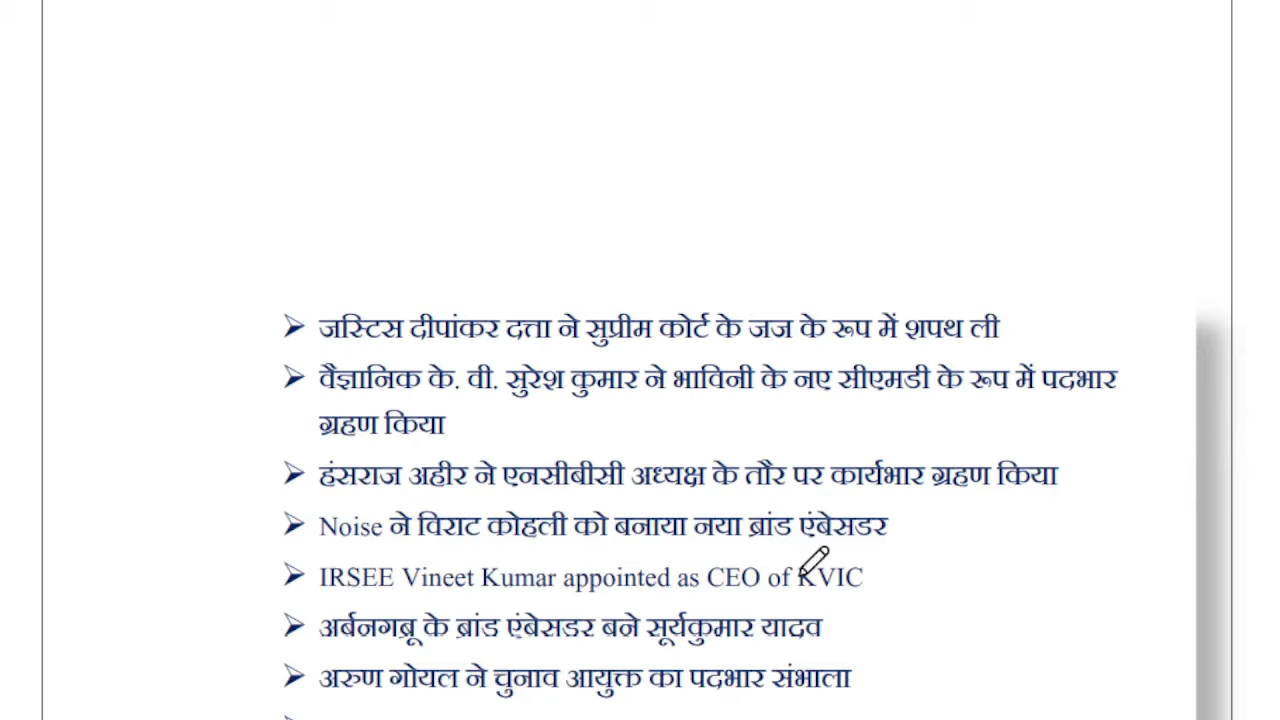 ➢ जस्टिस दीपांकर दत्ता ने सुप्रीम कोर्ट के जज के रूप में शपथ ली
➢ वैज्ञानिक के. वी. सुरेश कुमार ने भाविनी के नए सीएमडी के रूप में पदभार
ग्रहण किया
➢ हंसराज अहीर ने एनसीबीसी अध्यक्ष के तौर पर कार्यभार ग्रहण किया
➢ Noise ने विराट कोहली को बनाया नया ब्रांड एंबेसडर
➢ IRSEE Vineet Kumar appointed as CEO of KVIC
➢ अर्बनगब्रू के ब्रांड एंबेसडर बने सूर्यकुमार यादव
➢ अरुण गोयल ने चुनाव आयुक्त का पदभार संभाला